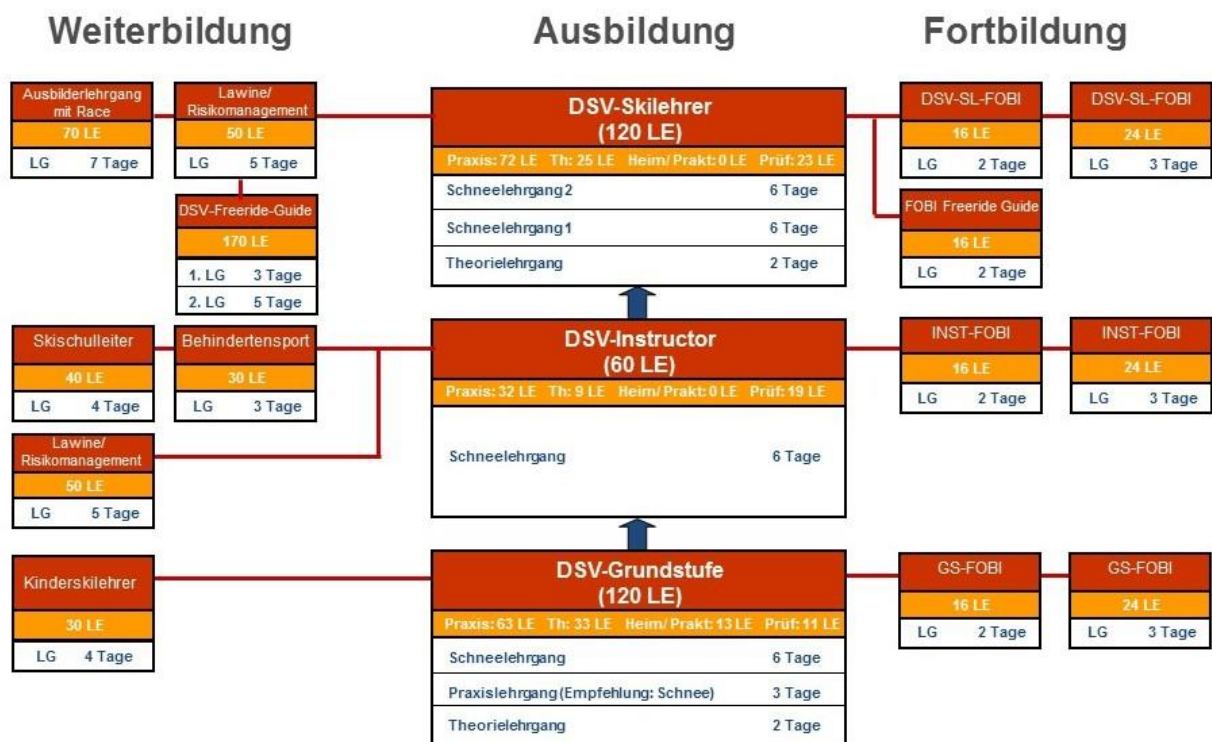 Weiterbildung
Ausbildung
Fortbildung
Ausbilderlehrgang
mit Race
70 LE
LG 7 Tage
Lawine/
Risikomanagement
50 LE
LG 5 Tage
DSV-Freeride-Guide
170 LE
1. LG 3 Tage
2. LG 5 Tage
DSV-Skilehrer
(120 LE)
Praxis: 72 LE Th: 25 LE Heim/ Prakt: 0 LE Prüf: 23 LE
Schneelehrgang 2 6 Tage
Schneelehrgang 1 6 Tage
Theorielehrgang 2 Tage
DSV-SL-FOBI
16 LE
LG 2 Tage
DSV-SL-FOBI
24 LE
LG 3 Tage
FOBI Freeride Guide
16 LE
LG 2 Tage
Skischulleiter
40 LE
LG 4 Tage
Behindertensport
30 LE
LG 3 Tage
Lawine/
Risikomanagement
50 LE
LG 5 Tage
DSV-Instructor
(60 LE)
Praxis: 32 LE Th: 9 LE Heim/ Prakt: 0 LE Prüf: 19 LE
Schneelehrgang 6 Tage
INST-FOBI
16 LE
LG 2 Tage
INST-FOBI
24 LE
LG 3 Tage
Kinderskilehrer
30 LE
LG 4 Tage
DSV-Grundstufe
(120 LE)
Praxis: 63 LE Th: 33 LE Heim/ Prakt: 13 LE Prüf: 11 LE
Schneelehrgang 6 Tage
Praxislehrgang (Empfehlung: Schnee) 3 Tage
Theorielehrgang 2 Tage
GS-FOBI
16 LE
LG 2 Tage
GS-FOBI
24 LE
LG 3 Tage